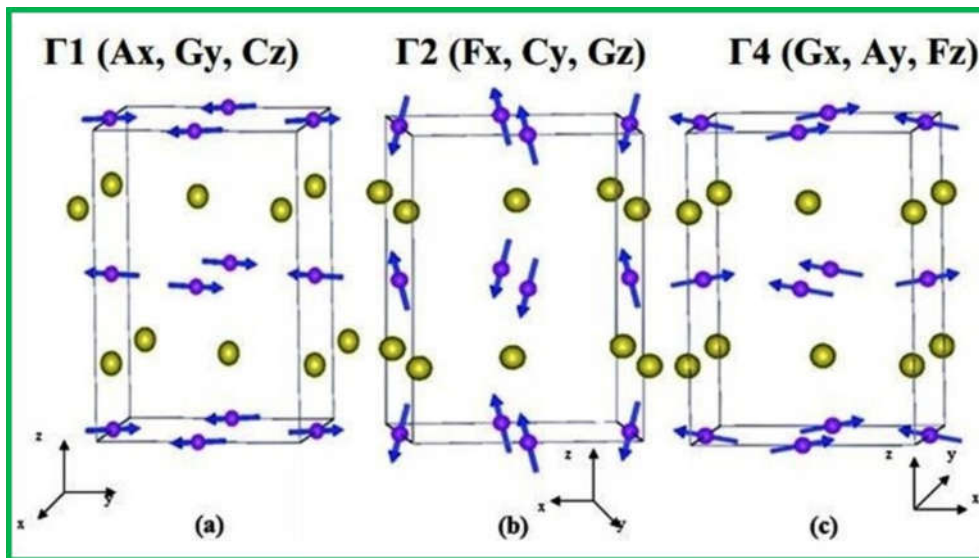 Γ1 (Ax, Gy, Cz)
Γ2 (Fx, Cy, Gz)
Γ4 (Gx, Ay, Fz)
z
y
x
(a)
z
x
y
(b)
z
y
x
(c)